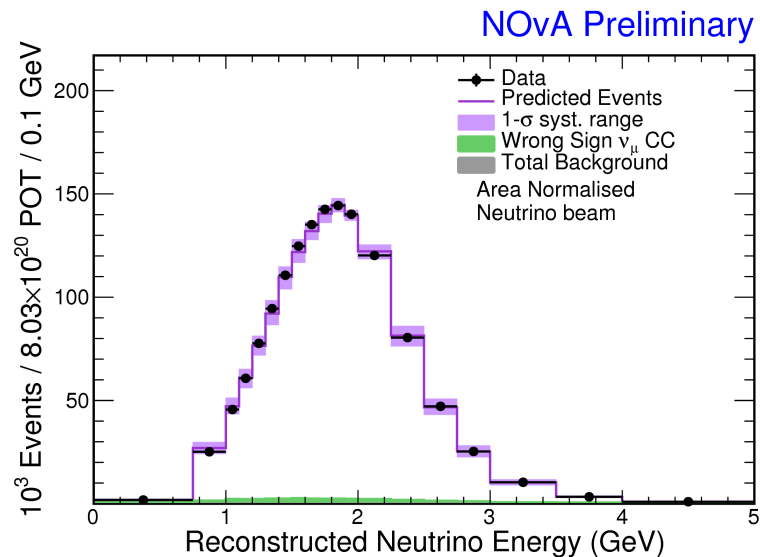 NOvA Preliminary
10³ Events / 8.03×10²⁰ POT / 0.1 GeV
200
150
100
50
Data
Predicted Events
1-σ syst. range
Wrong Sign νμ CC
Total Background
Area Normalised
Neutrino beam
0 1 2 3 4 5
Reconstructed Neutrino Energy (GeV)